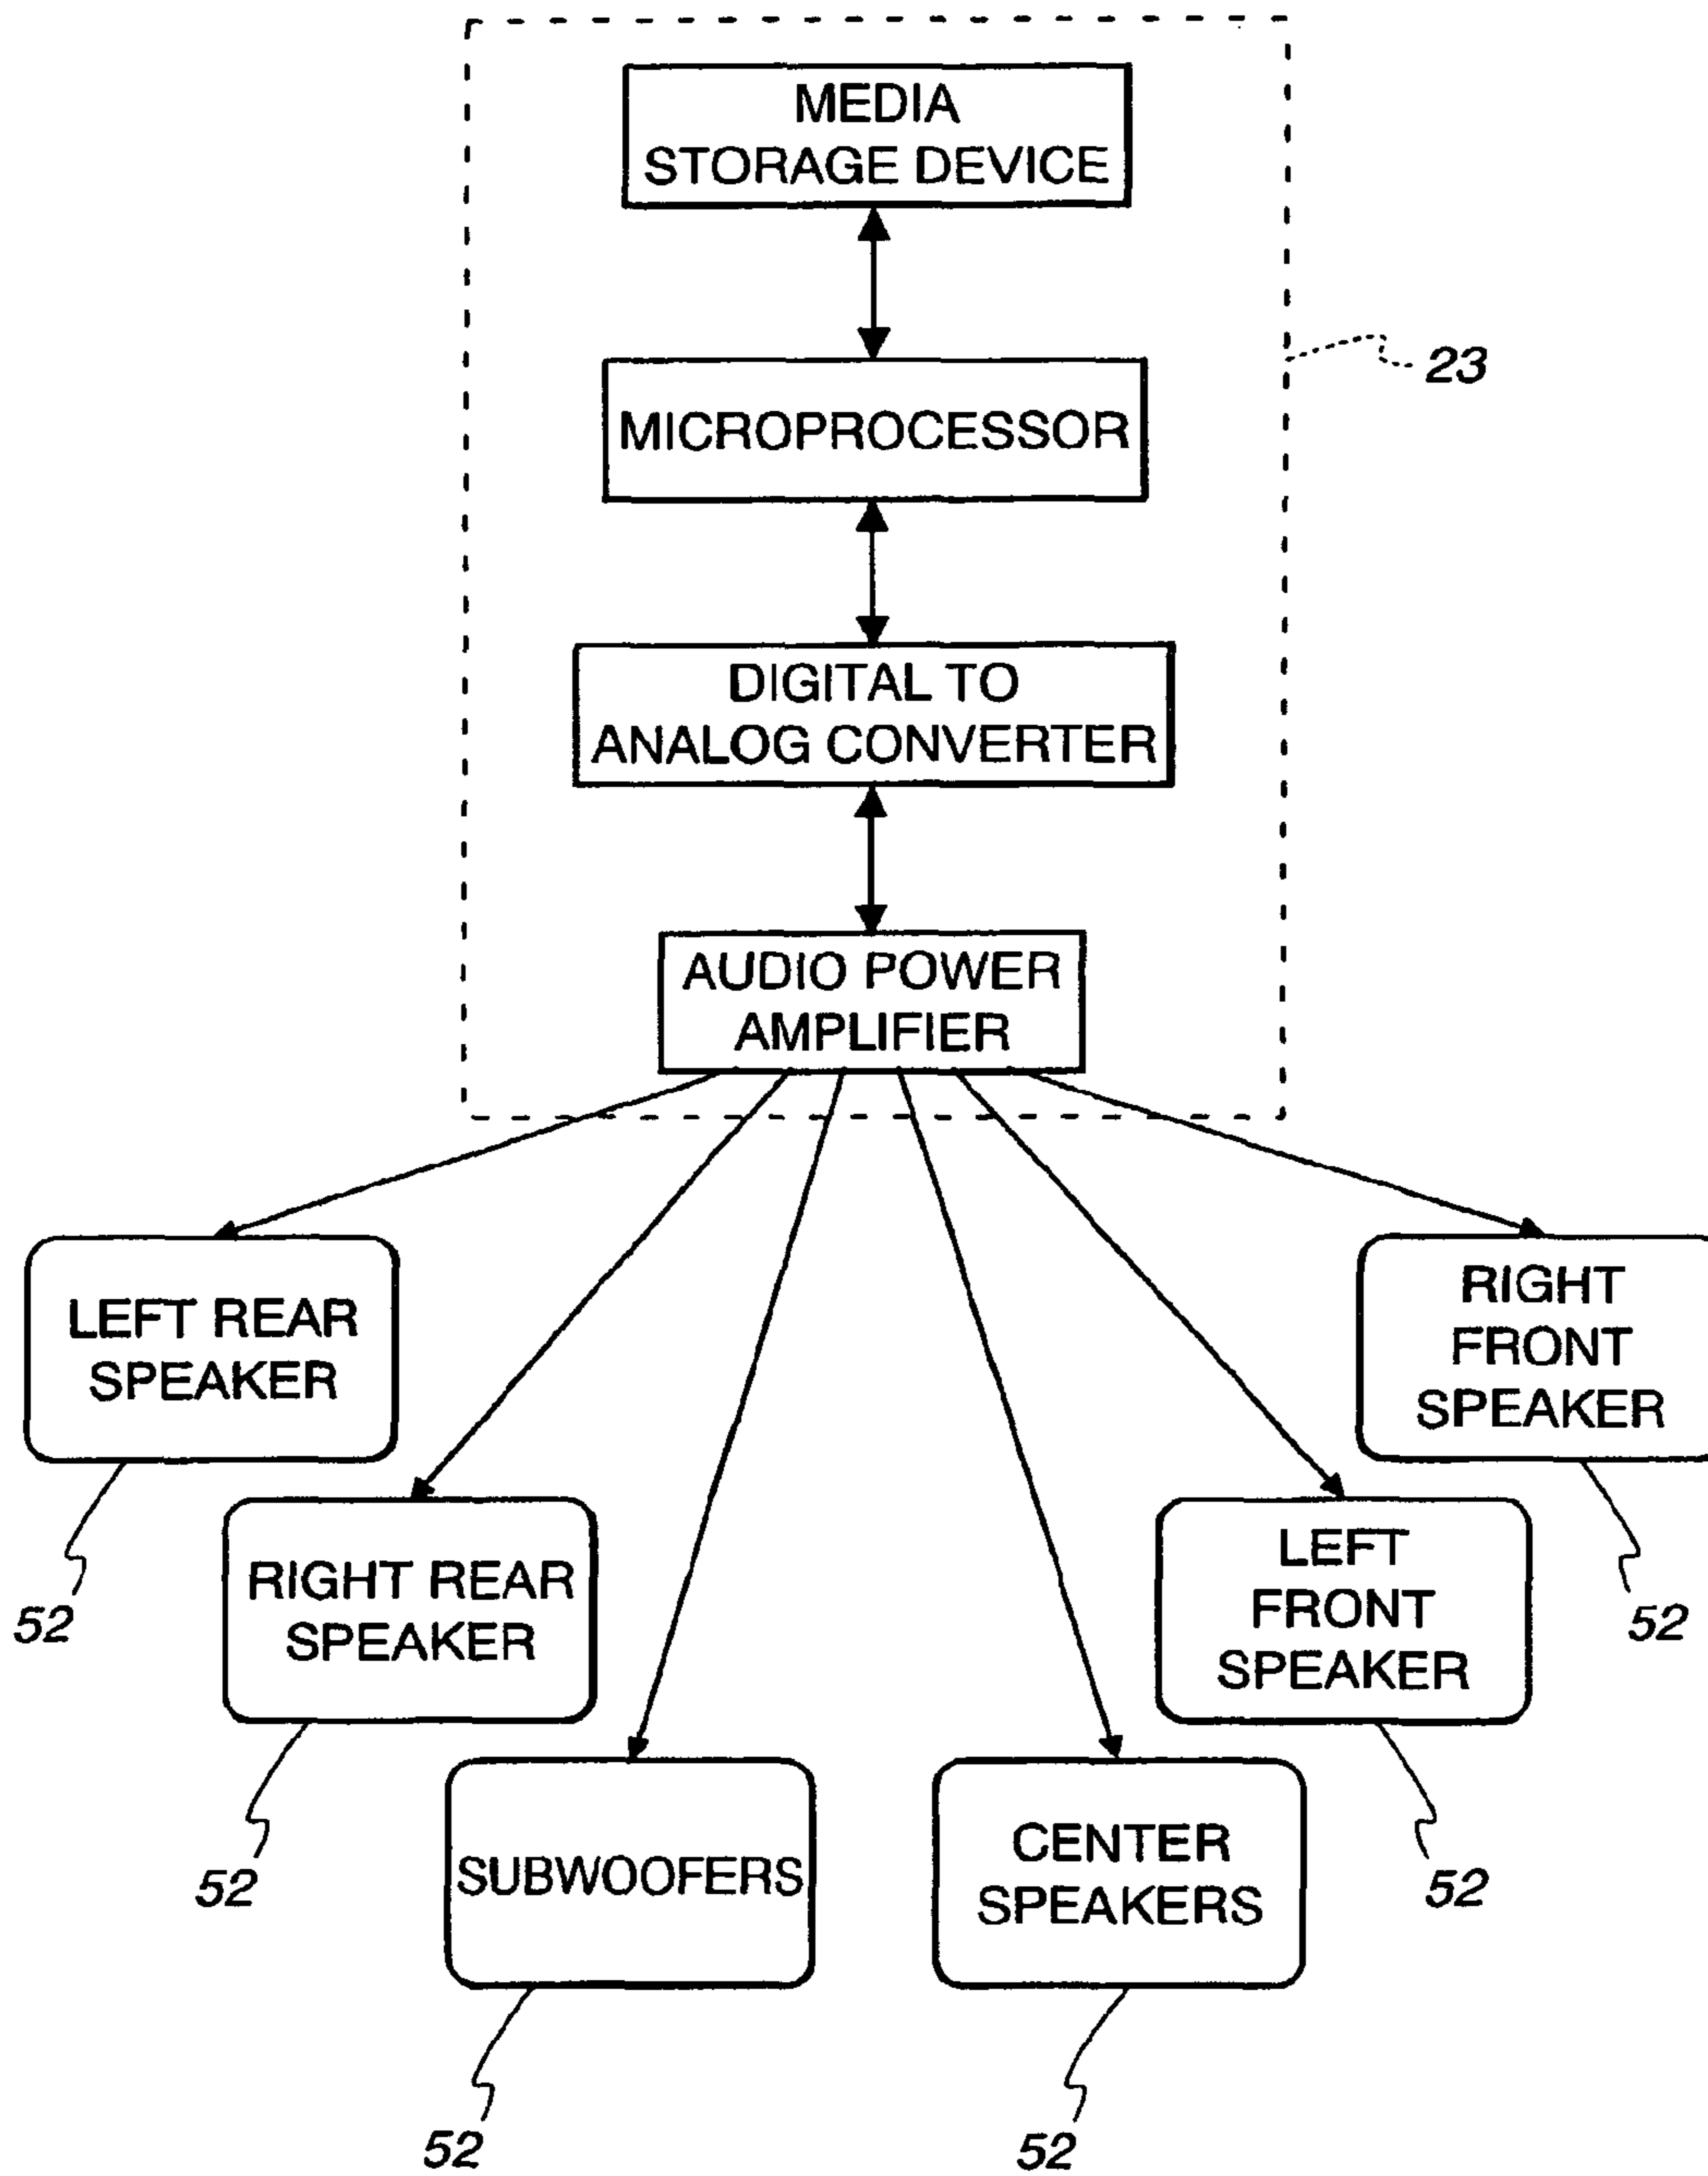 MEDIA
STORAGE DEVICE
23
MICROPROCESSOR
DIGITAL TO
ANALOG CONVERTER
AUDIO POWER
AMPLIFIER
LEFT REAR
SPEAKER
52
RIGHT REAR
SPEAKER
52
SUBWOOFERS
52
CENTER
SPEAKERS
52
LEFT
FRONT
SPEAKER
52
RIGHT
FRONT
SPEAKER
52